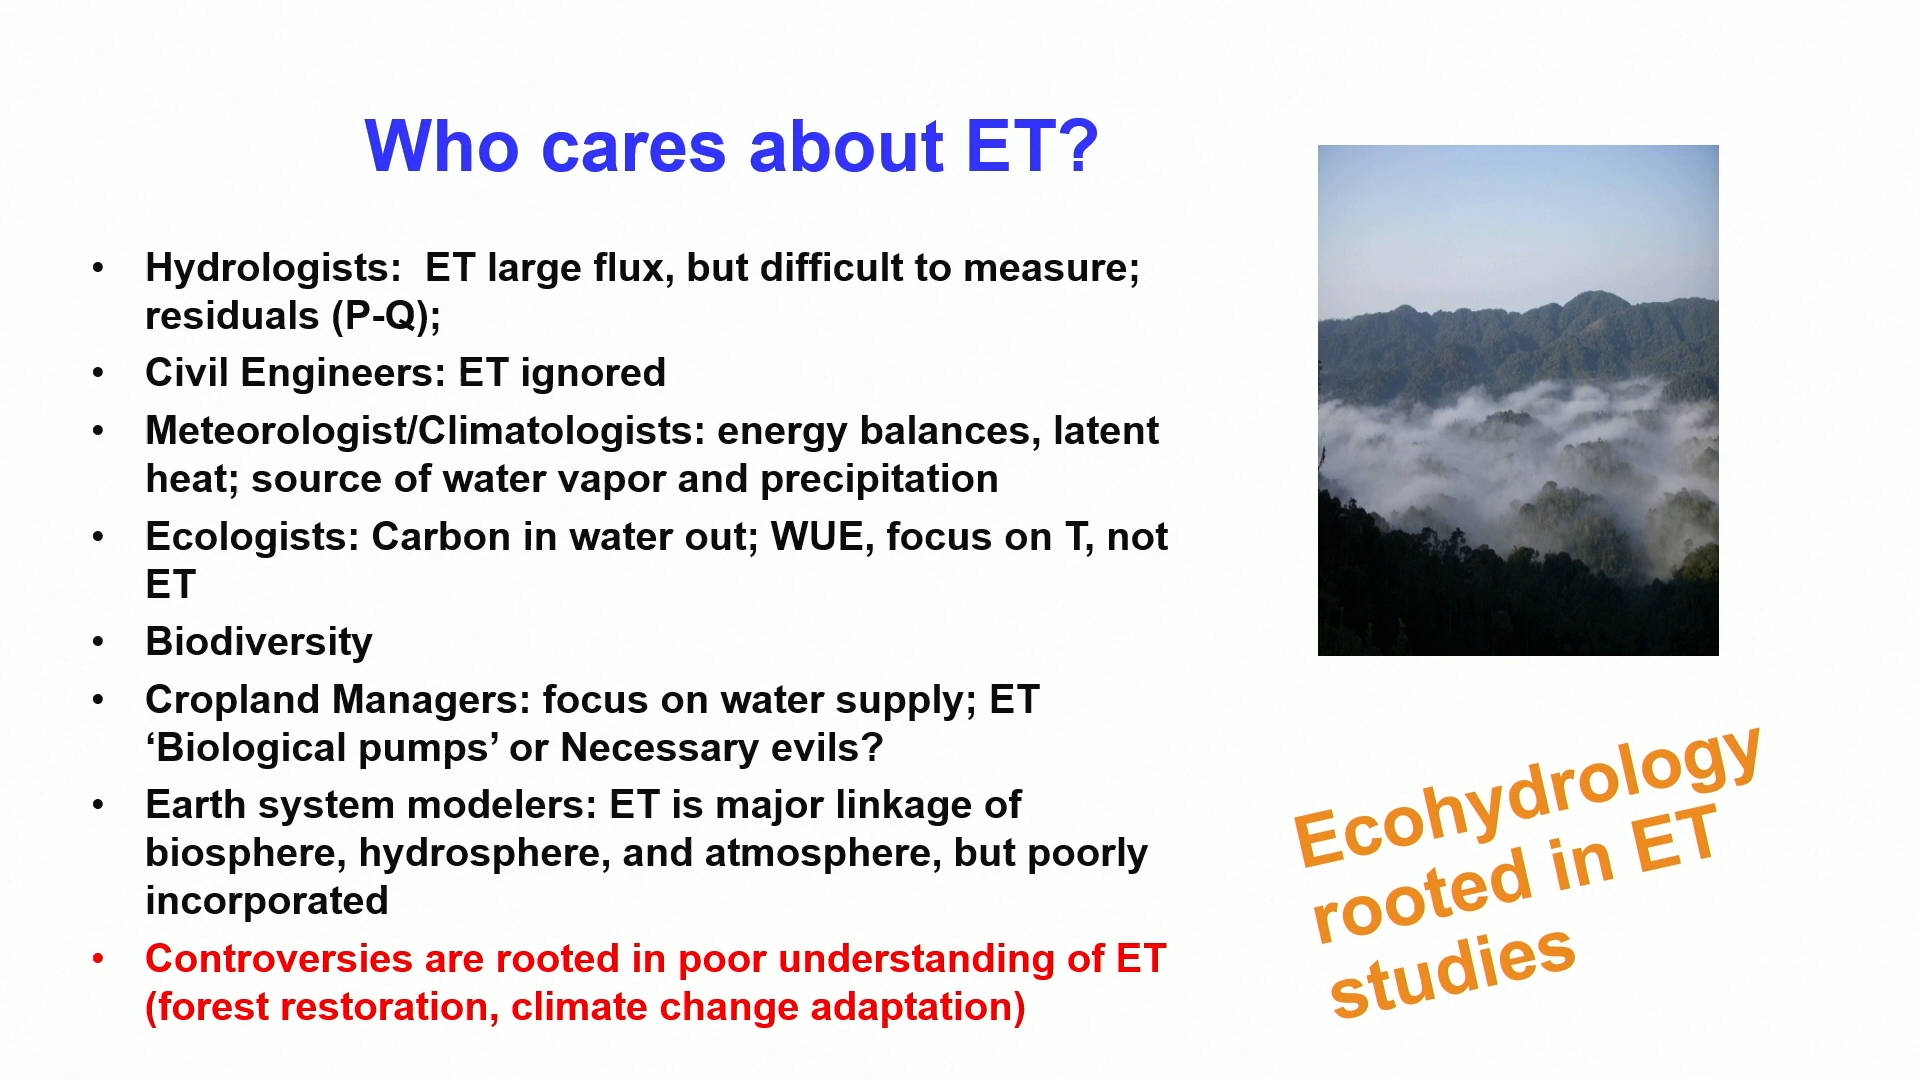 Who cares about ET?
• Hydrologists:  ET large flux, but difficult to measure;
residuals (P-Q);
• Civil Engineers: ET ignored
• Meteorologist/Climatologists: energy balances, latent
heat; source of water vapor and precipitation
• Ecologists: Carbon in water out; WUE, focus on T, not
ET
• Biodiversity
• Cropland Managers: focus on water supply; ET
‘Biological pumps’ or Necessary evils?
• Earth system modelers: ET is major linkage of
biosphere, hydrosphere, and atmosphere, but poorly
incorporated
• Controversies are rooted in poor understanding of ET
(forest restoration, climate change adaptation)
Ecohydrology
rooted in ET
studies